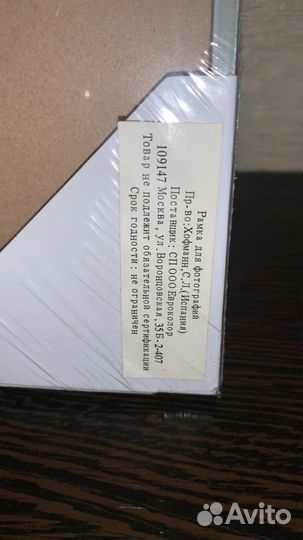 Рамка для фотографий
Пр-во:Хофманн,С.Л.(Испания)
Поставщик: СП ООО Евроколор
109147 Москва, ул.Воронцовская,35Б-2-407
Товар не подлежит обязательной сертификации
Срок годности: не ограничен
Avito